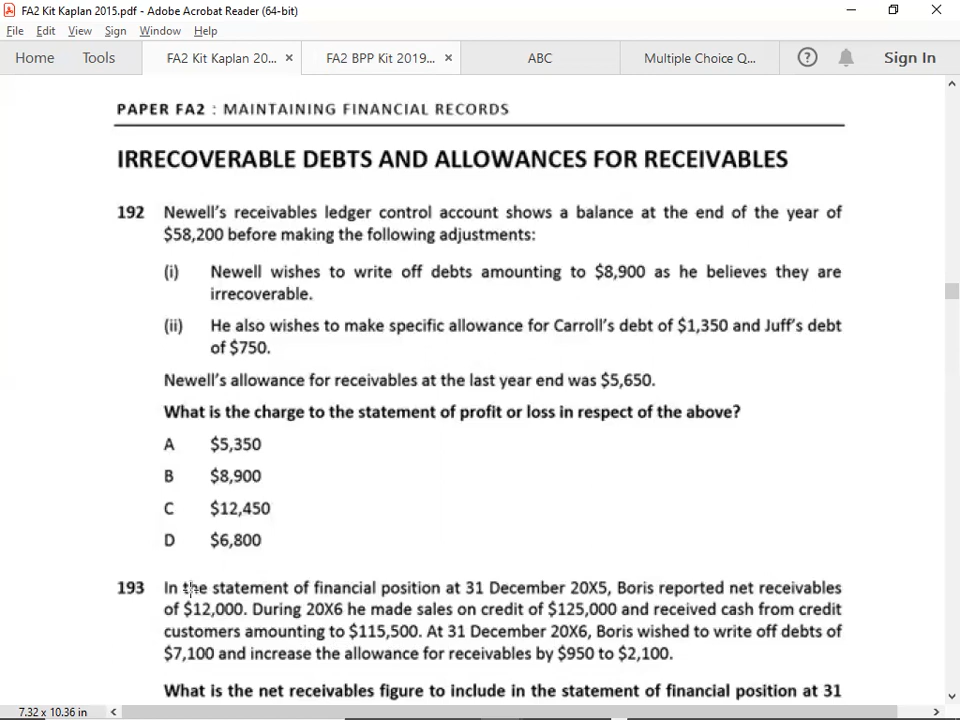 FA2 Kit Kaplan 2015.pdf - Adobe Acrobat Reader (64-bit)
File Edit View Sign Window Help
Home Tools FA2 Kit Kaplan 20... × FA2 BPP Kit 2019... × ABC Multiple Choice Q... Sign In
PAPER FA2 : MAINTAINING FINANCIAL RECORDS
IRRECOVERABLE DEBTS AND ALLOWANCES FOR RECEIVABLES
192 Newell's receivables ledger control account shows a balance at the end of the year of
$58,200 before making the following adjustments:
(i) Newell wishes to write off debts amounting to $8,900 as he believes they are
irrecoverable.
(ii) He also wishes to make specific allowance for Carroll's debt of $1,350 and Juff's debt
of $750.
Newell's allowance for receivables at the last year end was $5,650.
What is the charge to the statement of profit or loss in respect of the above?
A $5,350
B $8,900
C $12,450
D $6,800
193 In the statement of financial position at 31 December 20X5, Boris reported net receivables
of $12,000. During 20X6 he made sales on credit of $125,000 and received cash from credit
customers amounting to $115,500. At 31 December 20X6, Boris wished to write off debts of
$7,100 and increase the allowance for receivables by $950 to $2,100.
What is the net receivables figure to include in the statement of financial position at 31
7.32 x 10.36 in